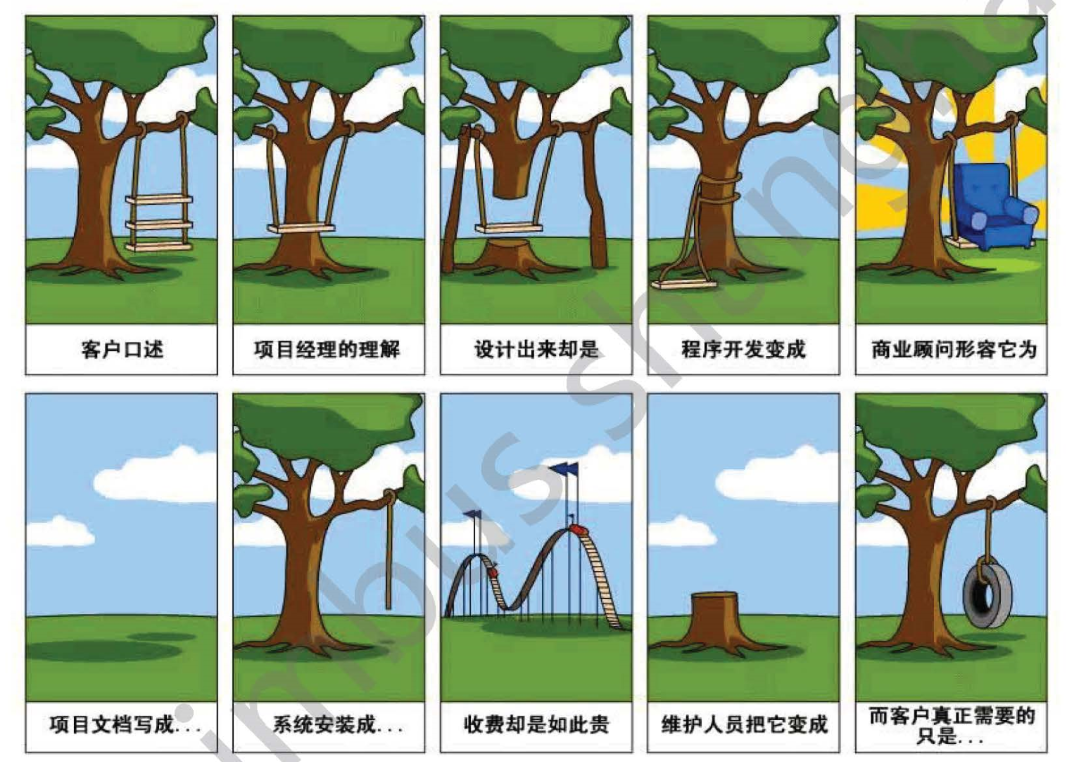 客户口述
项目经理的理解
设计出来却是
程序开发变成
商业顾问形容它为
项目文档写成...
系统安装成...
收费却是如此贵
维护人员把它变成
而客户真正需要的
只是...